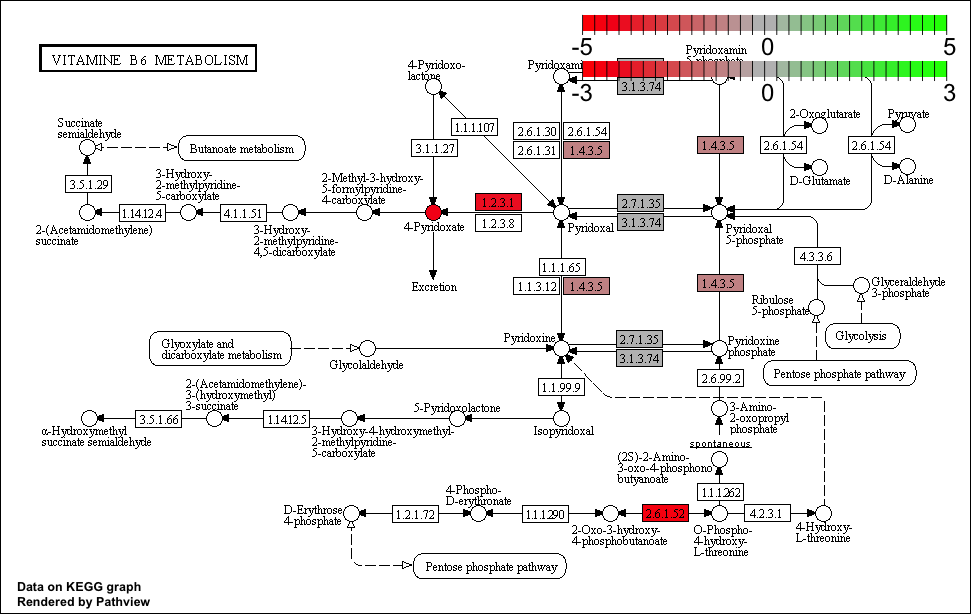 -5
0
5
-3
0
3
VITAMINE B6 METABOLISM
4-Pyridoxo-
lactone
Pyridoxamine
3.1.3.74
Pyridoxamin
5-phosphate
1.1.1.107
2.6.1.30
2.6.1.54
2.6.1.31
1.4.3.5
1.4.3.5
2-Oxoglutarate
2.6.1.54
D-Glutamate
Pyruvate
2.6.1.54
D-Alanine
Succinate
semialdehyde
Butanoate metabolism
3.1.1.27
3.5.1.29
3-Hydroxy-
2-methylpyridine-
5-carboxylate
2-Methyl-3-hydroxy-
5-formylpyridine-
4-carboxylate
1.14.12.4
4.1.1.51
1.2.3.1
1.2.3.8
2.7.1.35
3.1.3.74
2-(Acetamidomethylene)
succinate
3-Hydroxy-
2-methylpyridine-
4,5-dicarboxylate
4-Pyridoxate
Pyridoxal
Pyridoxal
5-phosphate
Excretion
1.1.1.65
1.1.3.12
1.4.3.5
1.4.3.5
4.3.3.6
Glyceraldehyde
3-phosphate
Ribulose
5-phosphate
Glycolysis
Pentose phosphate pathway
Glyoxylate and
dicarboxylate metabolism
Glycolaldehyde
Pyridoxine
2.7.1.35
3.1.3.74
Pyridoxine
phosphate
1.1.99.9
2.6.99.2
2-(Acetamidomethylene)-
3-(hydroxymethyl)
3-succinate
3.5.1.66
1.14.12.5
5-Pyridoxolactone
α-Hydroxymethyl
succinate semialdehyde
3-Hydroxy-4-hydroxymethyl-
2-methylpyridine-
5-carboxylate
Isopyridoxal
3-Amino-
2-oxopropyl
phosphate
spontaneous
(2S)-2-Amino-
3-oxo-4-phosphono
butyanoate
1.1.1.262
D-Erythrose
4-phosphate
1.2.1.72
4-Phospho-
D-erythronate
1.1.1.290
2-Oxo-3-hydroxy-
4-phosphobutanoate
2.6.1.52
O-Phospho-
4-hydroxy-
L-threonine
4.2.3.1
4-Hydroxy-
L-threonine
Pentose phosphate pathway
Data on KEGG graph
Rendered by Pathview